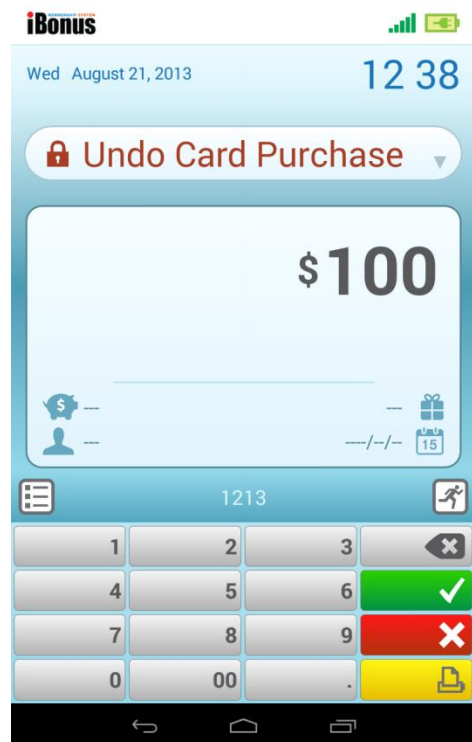 iBonus
Wed August 21, 2013
12 38
Undo Card Purchase
$100
$ --- ---
--- ----/--/-- 15
1213
1 2 3
4 5 6
7 8 9
0 00 .